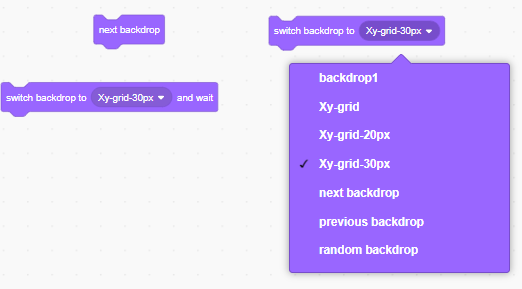 next backdrop
switch backdrop to Xy-grid-30px
switch backdrop to Xy-grid-30px and wait
backdrop1
Xy-grid
Xy-grid-20px
Xy-grid-30px
next backdrop
previous backdrop
random backdrop